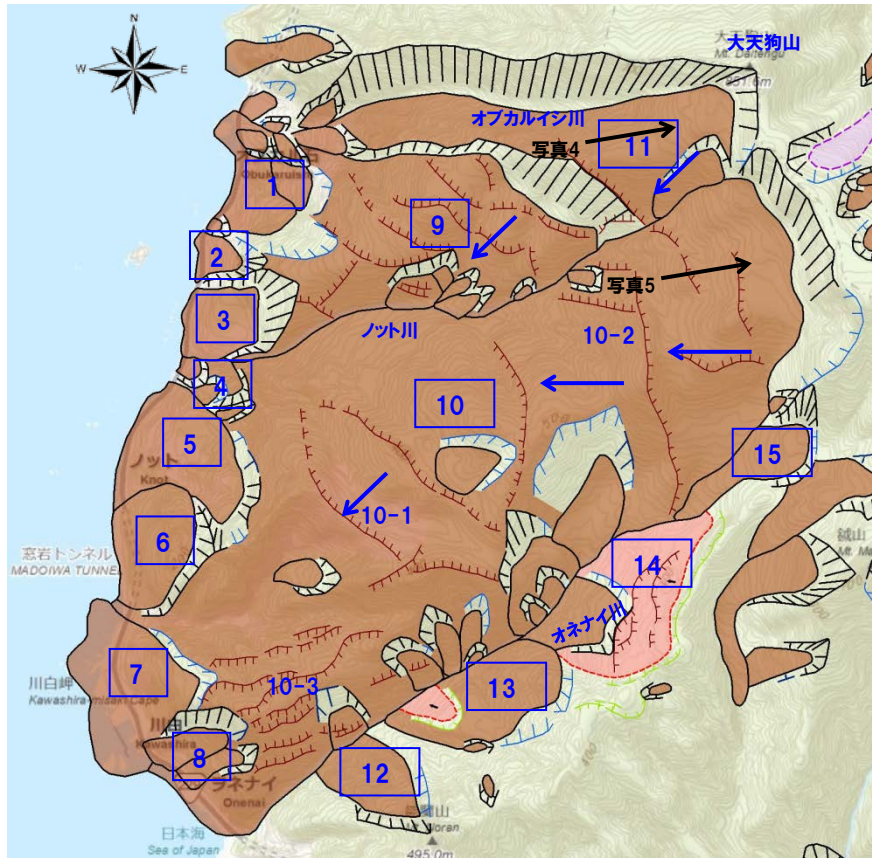 N
W
E
S
大天狗山
Mt. Daitengu
オブカルイシ川
写真4
11
Obukaruishi
1
9
2
写真5
3
ノット川
10-2
4
10
5
15
ノット
Knot
10-1
6
窓岩トンネル
MADOIWA TUNNEL
14
オネナイ川
7
川白岬
Kawashira-misaki Cape
10-3
13
川白
Kawashira
8
12
オネナイ
Onenai
日本海
Sea of Japan
495.0m